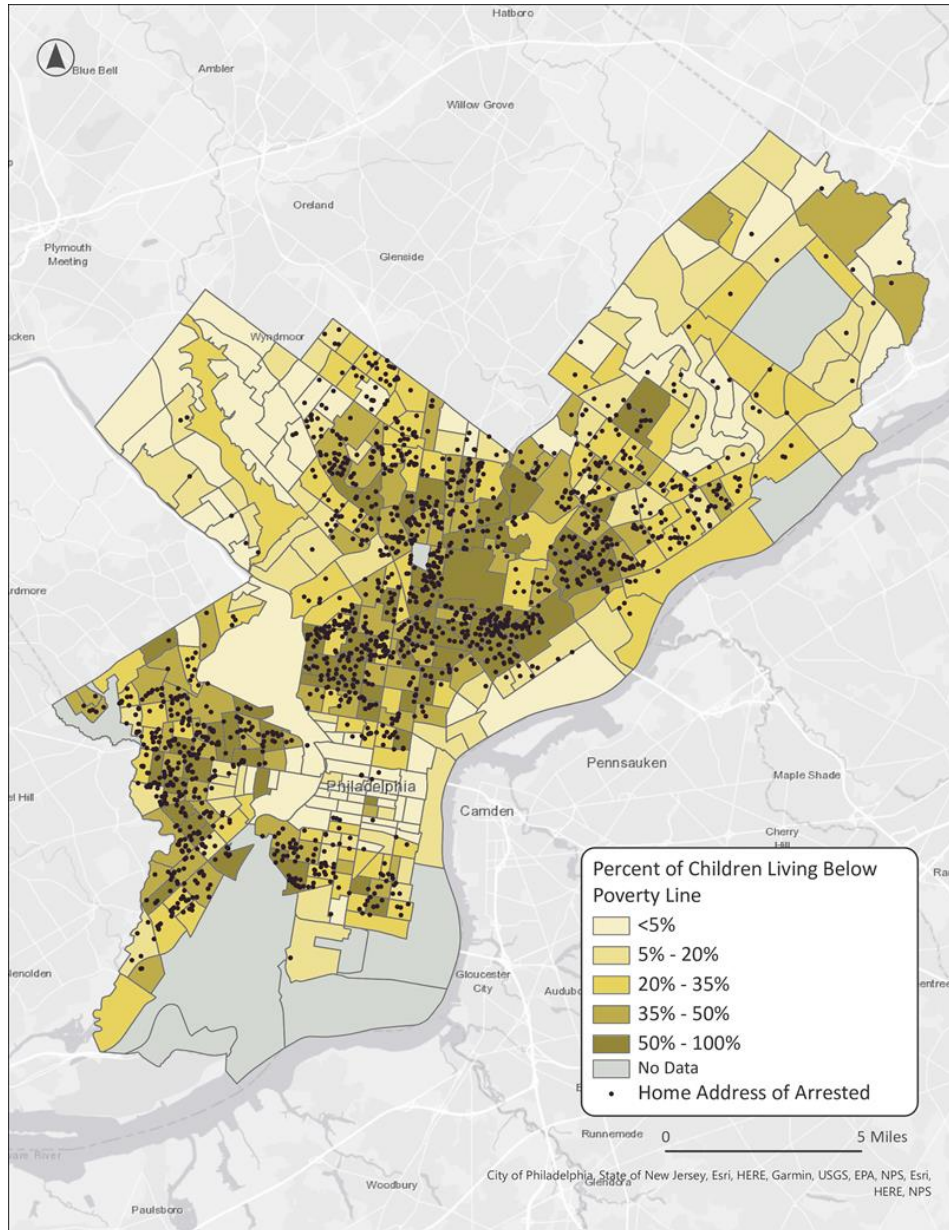 Hatboro
Blue Bell
Ambler
Willow Grove
Oreland
Plymouth
Meeting
Glenside
Wyndmoor
Philadelphia
Pennsauken
Maple Shade
Camden
Cherry
Gloucester
City
Percent of Children Living Below
Poverty Line
<5%
5% - 20%
20% - 35%
35% - 50%
50% - 100%
No Data
Home Address of Arrested
Runnemede
0 5 Miles
City of Philadelphia, State of New Jersey, Esri, HERE, Garmin, USGS, EPA, NPS, Esri,
HERE, NPS
Glendora
Woodbury
Paulsboro